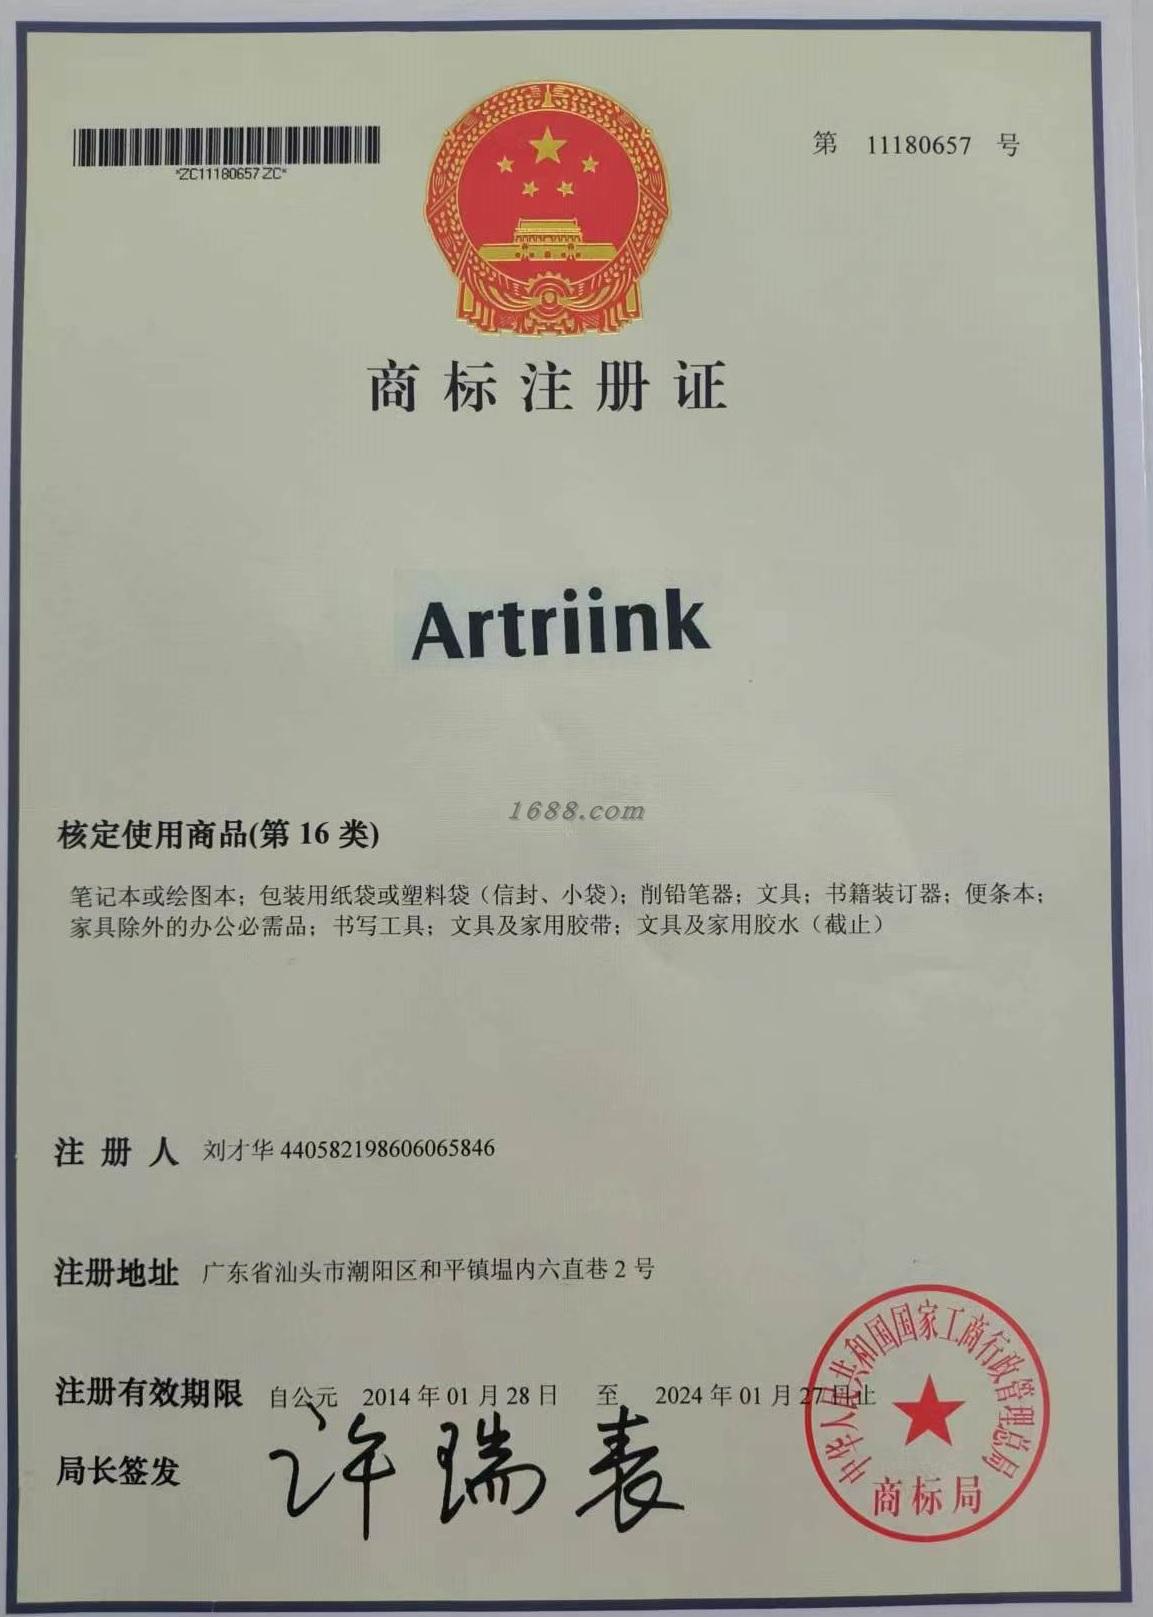 第 11180657 号
*ZC11180657ZC*
商标注册证
Artriink
1688.com
核定使用商品(第 16 类)
笔记本或绘图本；包装用纸袋或塑料袋（信封、小袋）；削铅笔器；文具；书籍装订器；便条本；
家具除外的办公必需品；书写工具；文具及家用胶带；文具及家用胶水（截止）
注 册 人 刘才华 440582198606065846
注册地址 广东省汕头市潮阳区和平镇塭内六直巷 2 号
注册有效期限 自公元 2014 年 01 月 28 日 至 2024 年 01 月 27 日止
局长签发 许瑞表
中华人民共和国国家工商行政管理总局
商标局